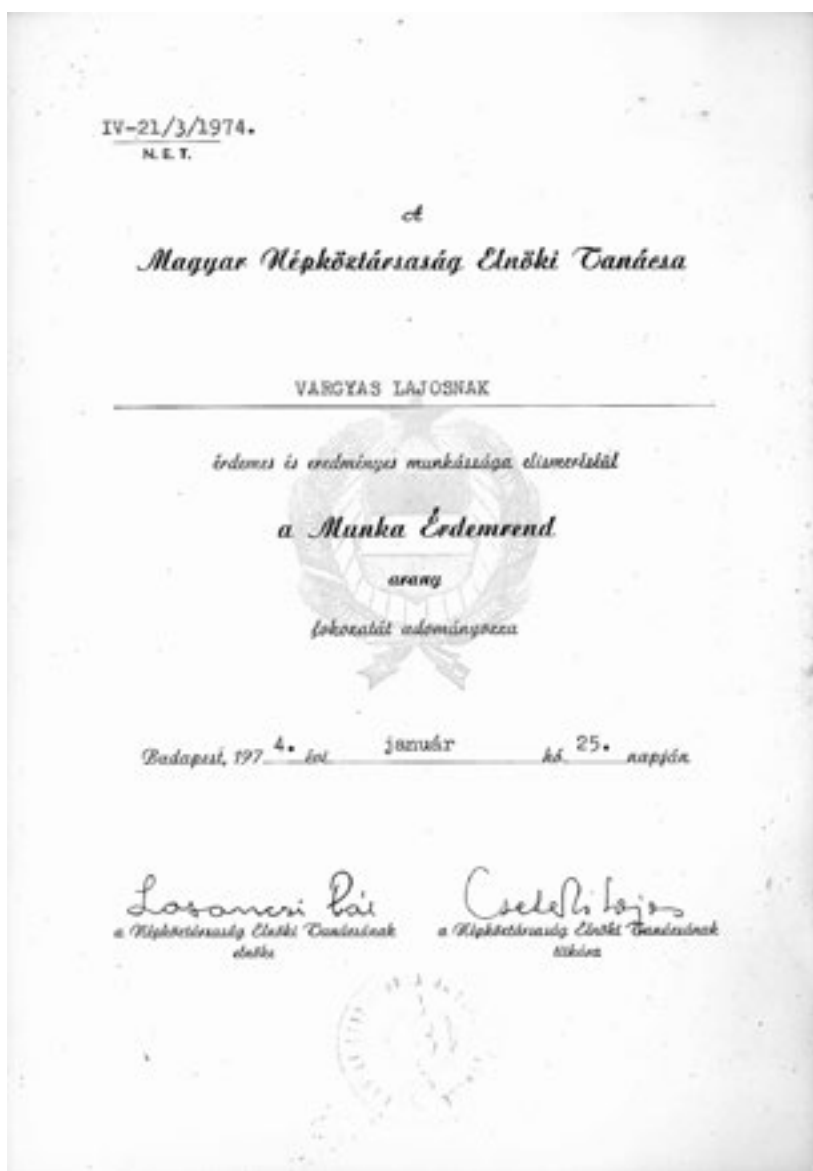 IV-21/3/1974.
N. E. T.
A
Magyar Népköztársaság Elnöki Tanácsa
VARGYAS LAJOSNAK
érdemes és eredményes munkássága elismeréséül
a Munka Érdemrend
arany
fokozatát adományozza
Budapest, 197 4. évi január hó 25. napján
Losonczi Pál Cseterki Lajos
a Népköztársaság Elnöki Tanácsának a Népköztársaság Elnöki Tanácsának
elnöke titkára